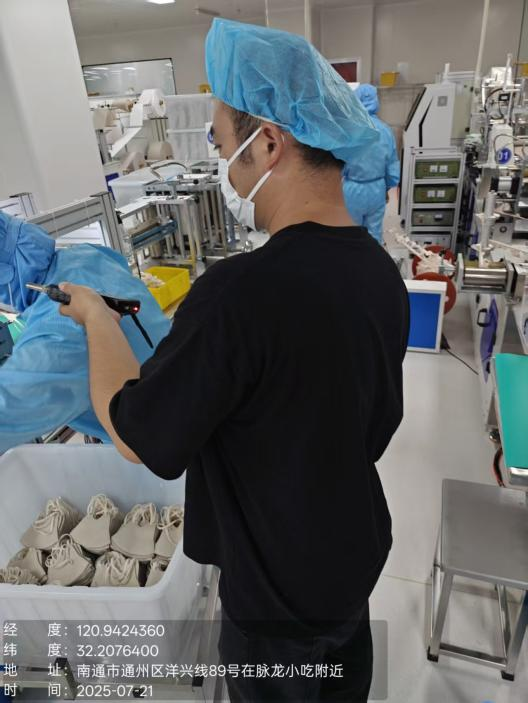 01
经 度：120.9424360
纬 度：32.2076400
地 址：南通市通州区洋兴线89号在脉龙小吃附近
时 间：2025-07-21